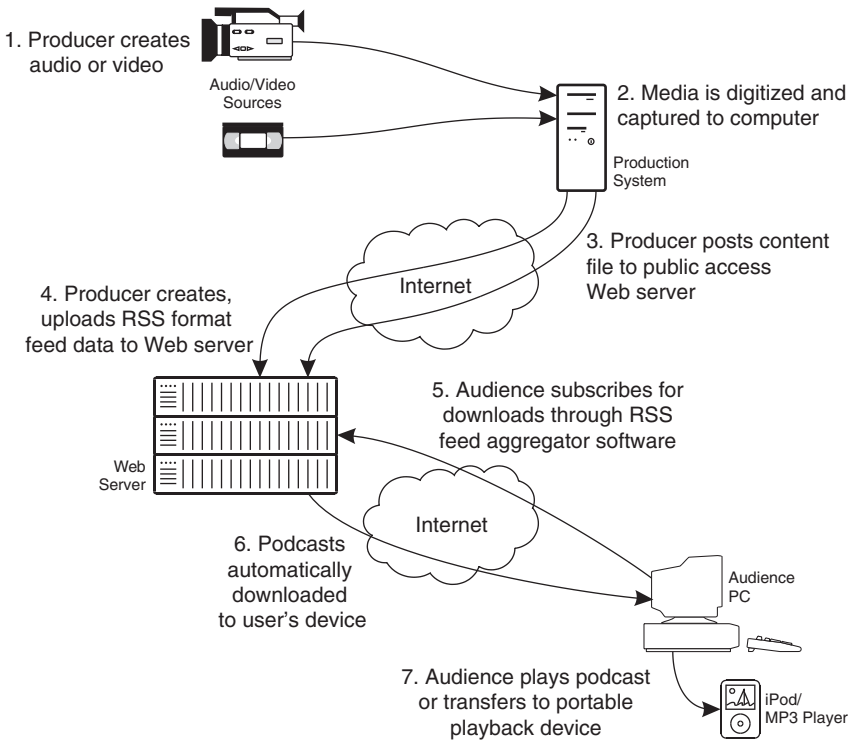 1. Producer creates
audio or video
Audio/Video
Sources
2. Media is digitized and
captured to computer
Production
System
3. Producer posts content
file to public access
Web server
Internet
4. Producer creates,
uploads RSS format
feed data to Web server
5. Audience subscribes for
downloads through RSS
feed aggregator software
Web
Server
Internet
6. Podcasts
automatically
downloaded
to user's device
Audience
PC
7. Audience plays podcast
or transfers to portable
playback device
iPod/
MP3 Player